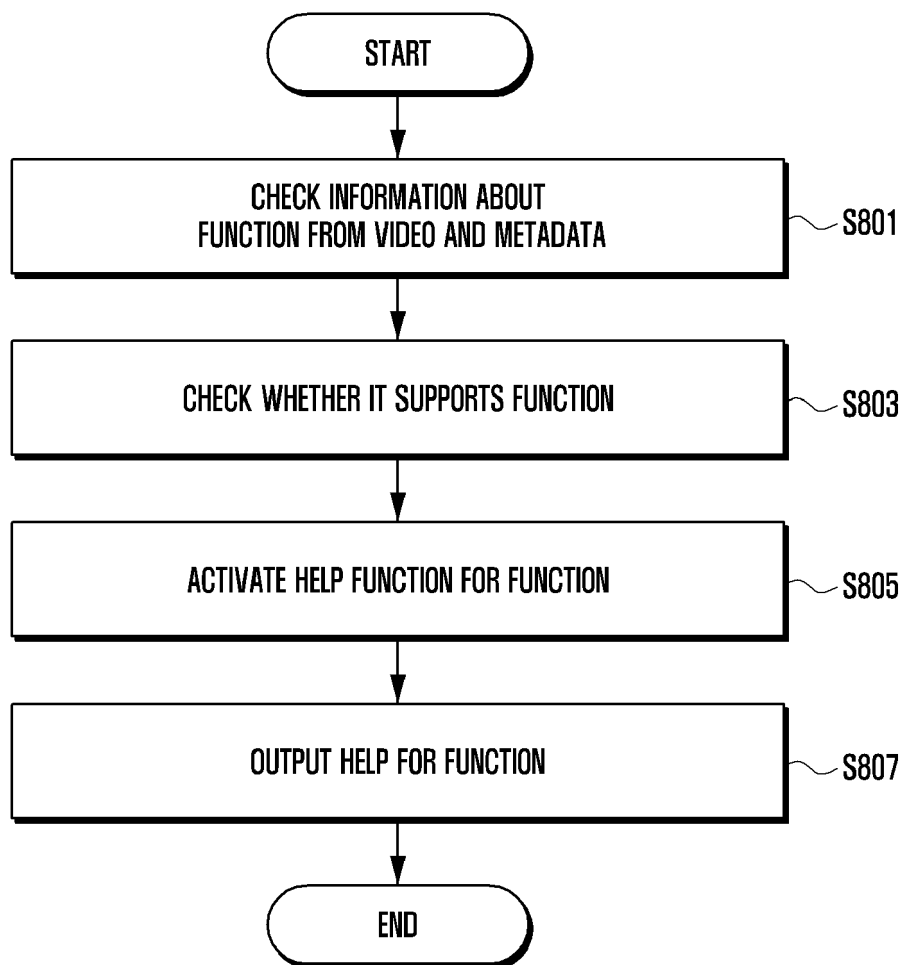 START
CHECK INFORMATION ABOUT
FUNCTION FROM VIDEO AND METADATA
S801
CHECK WHETHER IT SUPPORTS FUNCTION
S803
ACTIVATE HELP FUNCTION FOR FUNCTION
S805
OUTPUT HELP FOR FUNCTION
S807
END